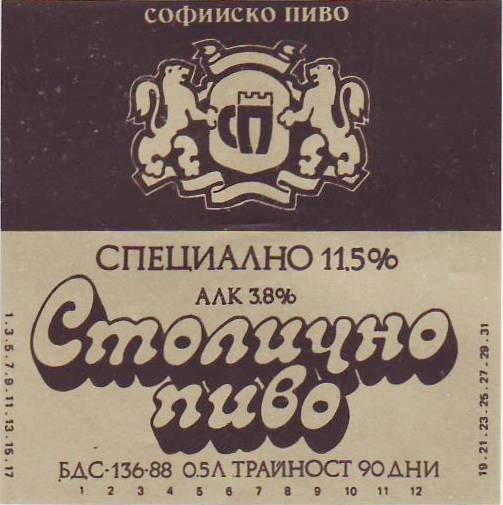 СОФИЙСКО ПИВО
СП
СПЕЦИАЛНО 11.5%
АЛК 3.8%
Столично
пиво
БДС-136-88 0.5Л ТРАЙНОСТ 90 ДНИ
1 2 3 4 5 6 7 8 9 10 11 12
1.3.5.7.9.11.13.15.17
19.21.23.25.27.29.31